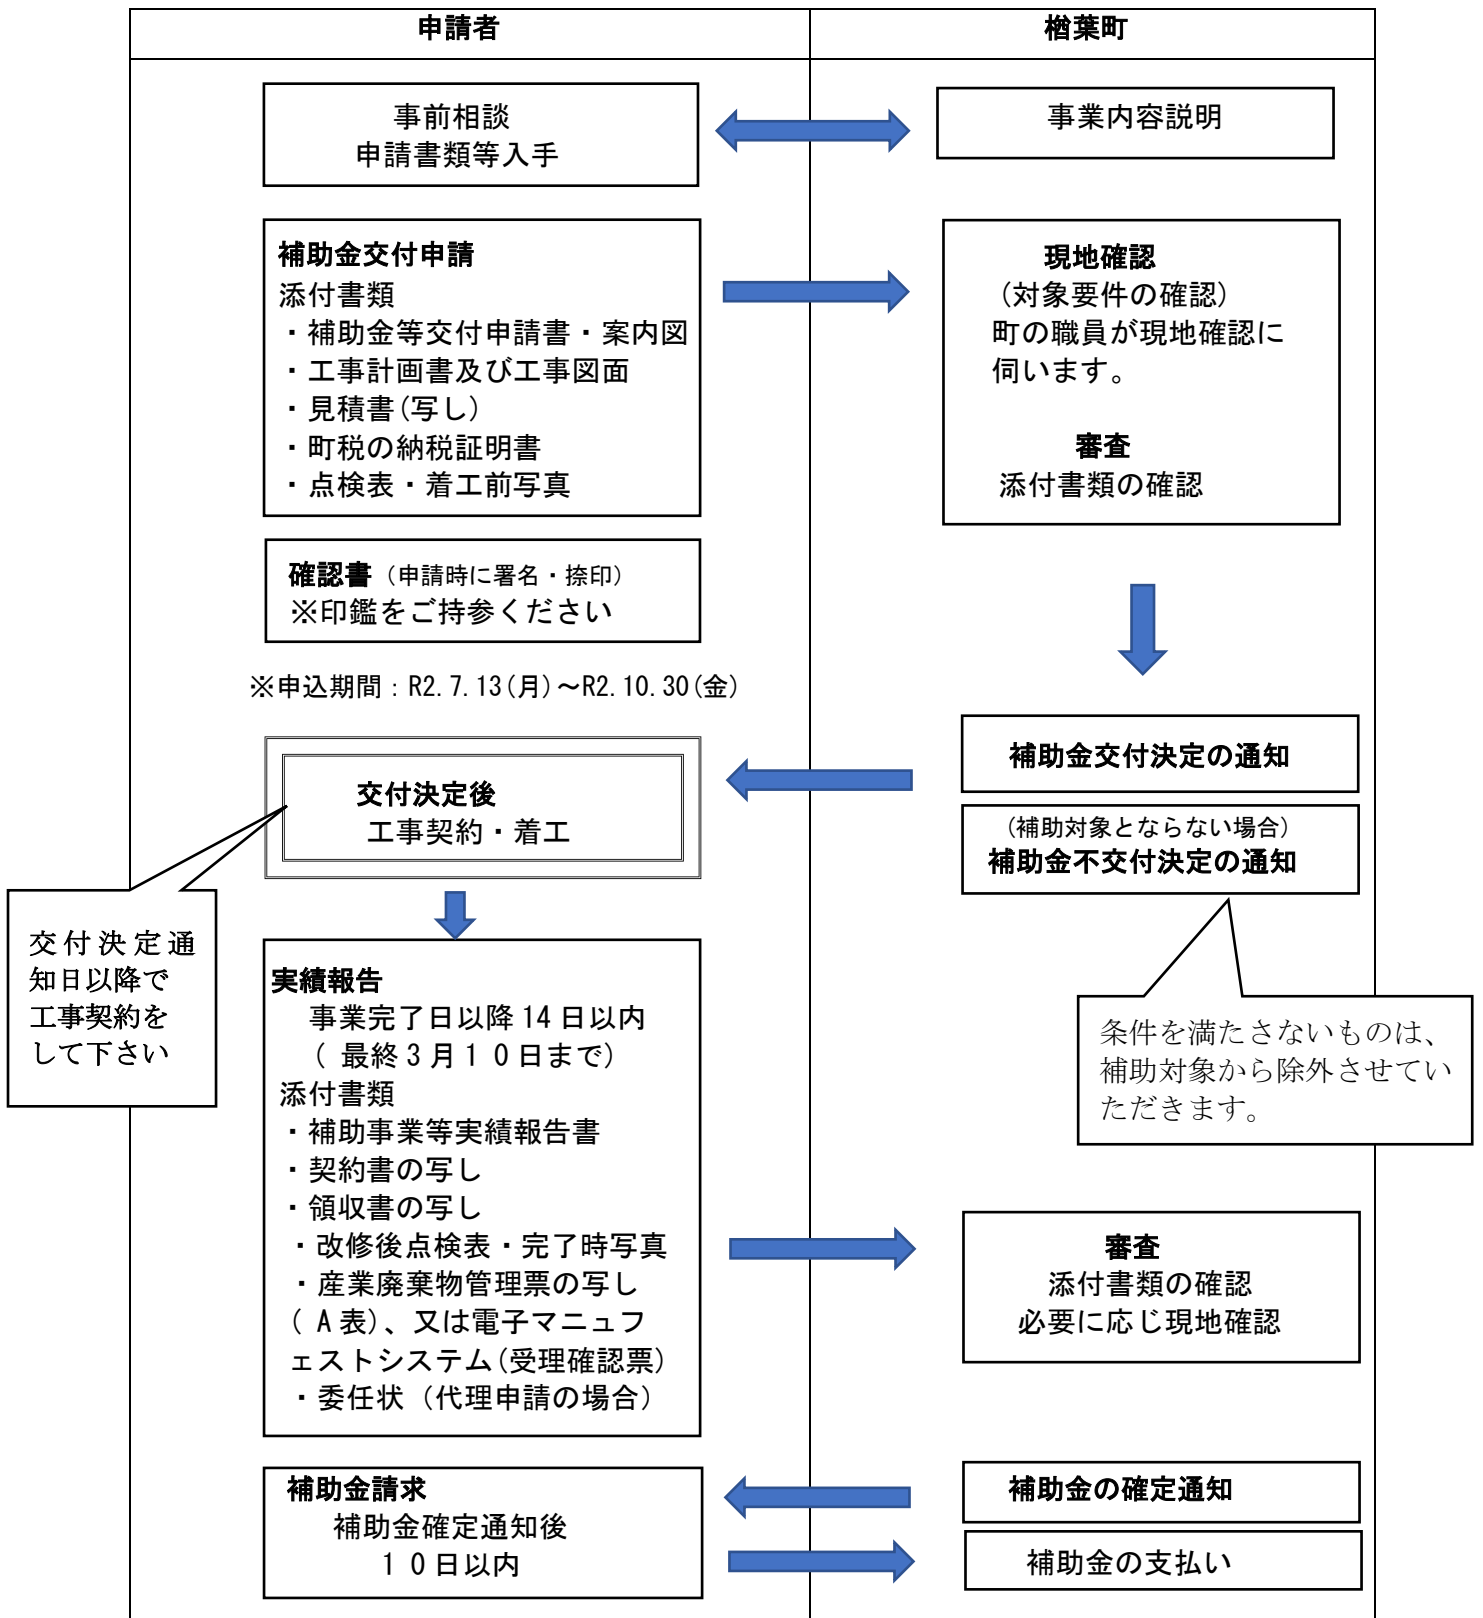 申請者
楢葉町
事前相談
申請書類等入手
事業内容説明
補助金交付申請
添付書類
・補助金等交付申請書・案内図
・工事計画書及び工事図面
・見積書(写し)
・町税の納税証明書
・点検表・着工前写真
現地確認
(対象要件の確認)
町の職員が現地確認に
伺います。
審査
添付書類の確認
確認書(申請時に署名・捺印)
※印鑑をご持参ください
※申込期間:R2.7.13(月)～R2.10.30(金)
補助金交付決定の通知
交付決定後
工事契約・着工
(補助対象とならない場合)
補助金不交付決定の通知
交付決定通
知日以降で
工事契約を
して下さい
実績報告
事業完了日以降14日以内
( 最終3月10日まで)
添付書類
・補助事業等実績報告書
・契約書の写し
・領収書の写し
・改修後点検表・完了時写真
・産業廃棄物管理票の写し
( A表)、又は電子マニュフ
ェストシステム(受理確認票)
・委任状(代理申請の場合)
条件を満たさないものは、
補助対象から除外させてい
ただきます。
審査
添付書類の確認
必要に応じ現地確認
補助金請求
補助金確定通知後
10日以内
補助金の確定通知
補助金の支払い